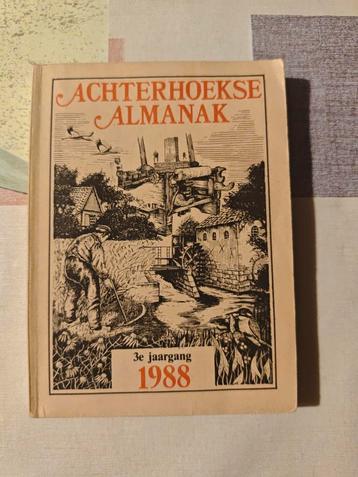 ACHTERHOEKSE
ALMANAK
3e jaargang
1988